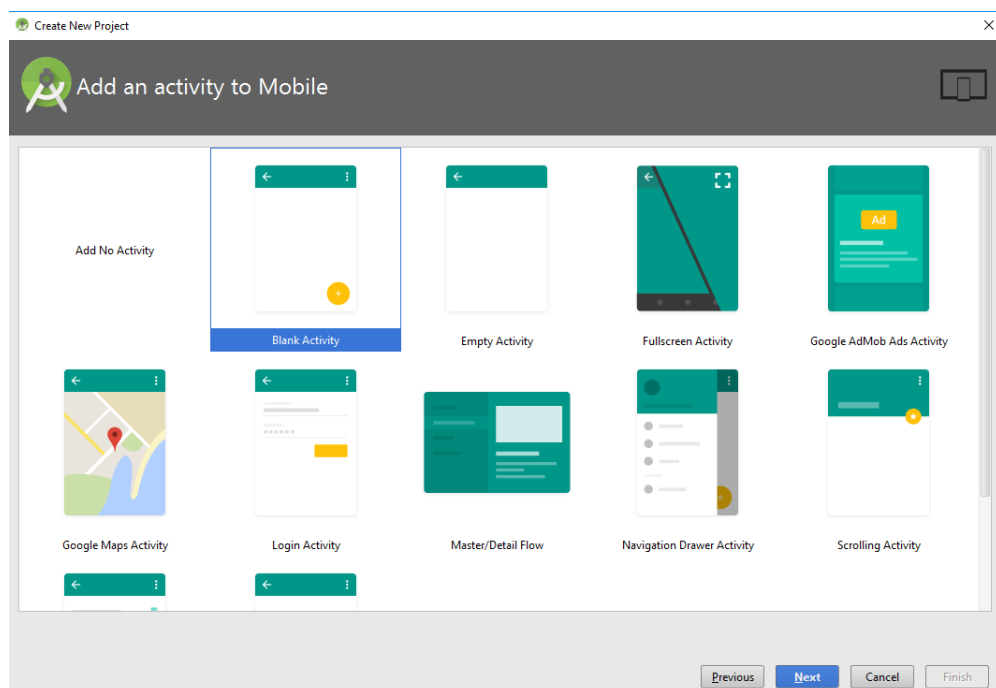 Create New Project
Add an activity to Mobile
Add No Activity
Blank Activity
Empty Activity
Fullscreen Activity
Ad
Google AdMob Ads Activity
Google Maps Activity
Login Activity
Master/Detail Flow
Navigation Drawer Activity
Scrolling Activity
Previous
Next
Cancel
Finish